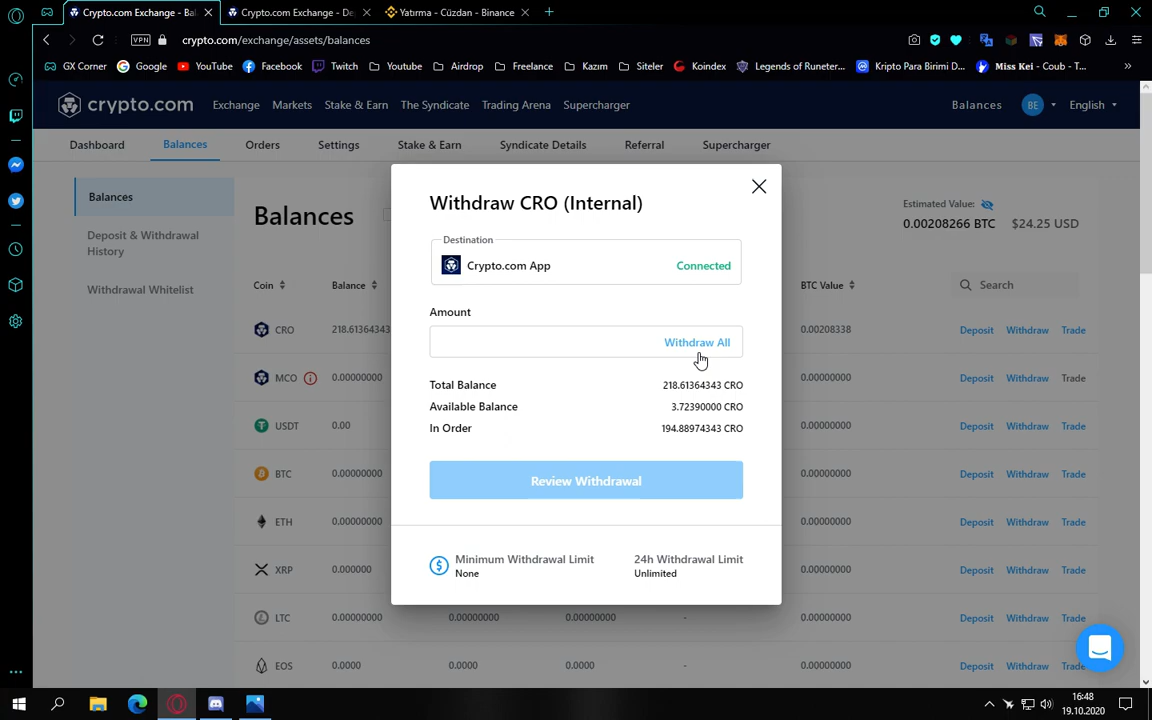 Crypto.com Exchange - Bal
Crypto.com Exchange - De
Yatırma - Cüzdan - Binance
VPN
crypto.com/exchange/assets/balances
GX Corner
Google
YouTube
Facebook
Twitch
Youtube
Airdrop
Freelance
Kazım
Siteler
Koindex
Legends of Runeter...
Kripto Para Birimi D...
Miss Kei - Coub - T...
»
crypto.com
Exchange
Markets
Stake & Earn
The Syndicate
Trading Arena
Supercharger
Balances
BE
English
Dashboard
Balances
Orders
Settings
Stake & Earn
Syndicate Details
Referral
Supercharger
Balances
Deposit & Withdrawal
History
Withdrawal Whitelist
Balances
Estimated Value:
0.00208266 BTC $24.25 USD
Coin
Balance
BTC Value
Search
CRO 218.61364343 0.00208338 Deposit Withdraw Trade
MCO 0.00000000 0.00000000 Deposit Withdraw Trade
USDT 0.00 0.00000000 Deposit Withdraw Trade
BTC 0.00000000 0.00000000 Deposit Withdraw Trade
ETH 0.00000000 0.00000000 Deposit Withdraw Trade
XRP 0.000000 0.00000000 Deposit Withdraw Trade
LTC 0.00000000 0.00000000 0.00000000 - 0.00000000 Deposit Withdraw Trade
EOS 0.0000 0.0000 0.0000 - 0.00000000 Deposit Withdraw Trade
Withdraw CRO (Internal)
Destination
Crypto.com App
Connected
Amount
Withdraw All
Total Balance 218.61364343 CRO
Available Balance 3.72390000 CRO
In Order 194.88974343 CRO
Review Withdrawal
$
Minimum Withdrawal Limit
None
24h Withdrawal Limit
Unlimited
16:48
19.10.2020